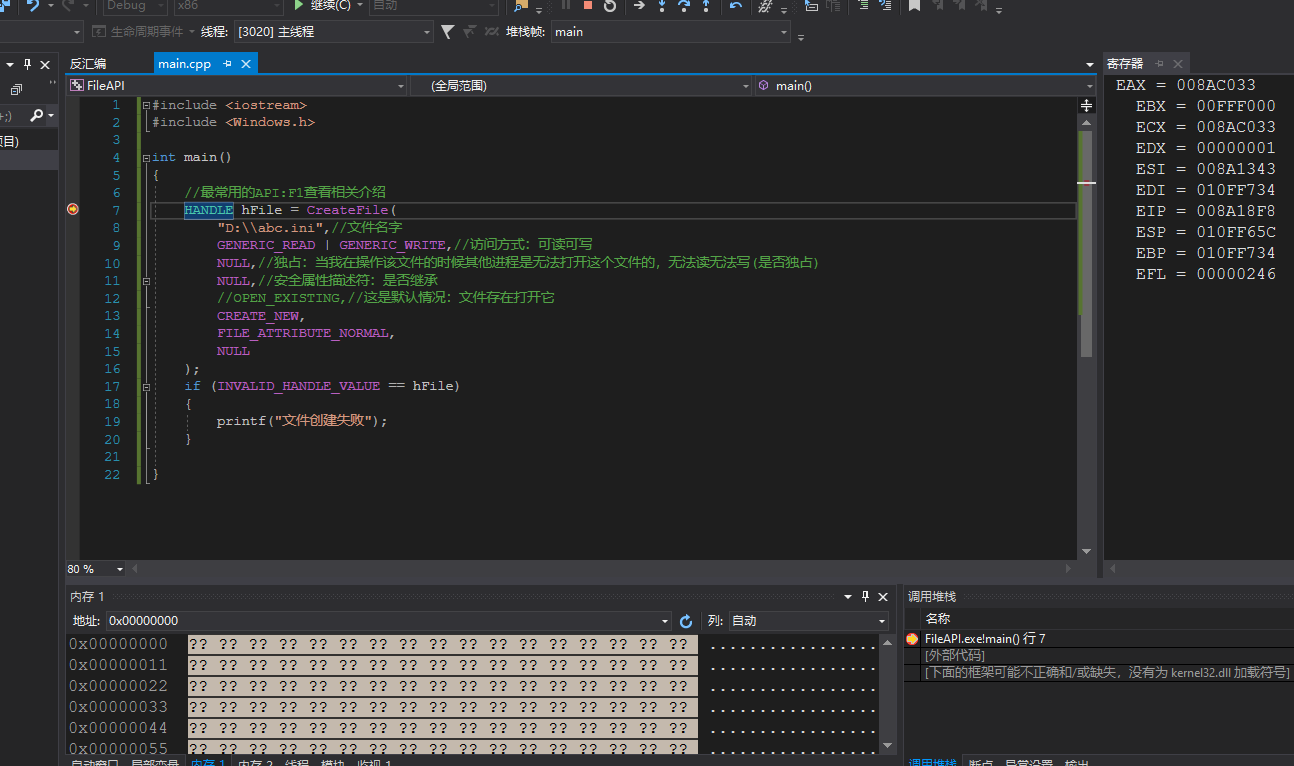 Debug x86 继续(C) 自动
生命周期事件 线程: [3020] 主线程 堆栈帧: main
反汇编 main.cpp
FileAPI (全局范围) main()
1 #include <iostream>
2 #include <Windows.h>
3
4 int main()
5 {
6 //最常用的API:F1查看相关介绍
7 HANDLE hFile = CreateFile(
8 "D:\\abc.ini",//文件名字
9 GENERIC_READ | GENERIC_WRITE,//访问方式: 可读可写
10 NULL,//独占: 当我在操作该文件的时候其他进程是无法打开这个文件的, 无法读无法写(是否独占)
11 NULL,//安全属性描述符: 是否继承
12 //OPEN_EXISTING,//这是默认情况: 文件存在打开它
13 CREATE_NEW,
14 FILE_ATTRIBUTE_NORMAL,
15 NULL
16 );
17 if (INVALID_HANDLE_VALUE == hFile)
18 {
19 printf("文件创建失败");
20 }
21
22 }
80 %
寄存器
EAX = 008AC033
EBX = 00FFF000
ECX = 008AC033
EDX = 00000001
ESI = 008A1343
EDI = 010FF734
EIP = 008A18F8
ESP = 010FF65C
EBP = 010FF734
EFL = 00000246
内存 1
地址: 0x00000000 列: 自动
0x00000000 ?? ?? ?? ?? ?? ?? ?? ?? ?? ?? ?? ?? ?? ?? ?? ?? ?? .................
0x00000011 ?? ?? ?? ?? ?? ?? ?? ?? ?? ?? ?? ?? ?? ?? ?? ?? ?? .................
0x00000022 ?? ?? ?? ?? ?? ?? ?? ?? ?? ?? ?? ?? ?? ?? ?? ?? ?? .................
0x00000033 ?? ?? ?? ?? ?? ?? ?? ?? ?? ?? ?? ?? ?? ?? ?? ?? ?? .................
0x00000044 ?? ?? ?? ?? ?? ?? ?? ?? ?? ?? ?? ?? ?? ?? ?? ?? ?? .................
0x00000055 ?? ?? ?? ?? ?? ?? ?? ?? ?? ?? ?? ?? ?? ?? ?? ?? ?? .................
自动窗口 局部变量 内存 1 内存 2 线程 模块 监视 1
调用堆栈
名称
FileAPI.exe!main() 行 7
[外部代码]
[下面的框架可能不正确和/或缺失，没有为 kernel32.dll 加载符号]
调用堆栈 断点 异常设置 输出